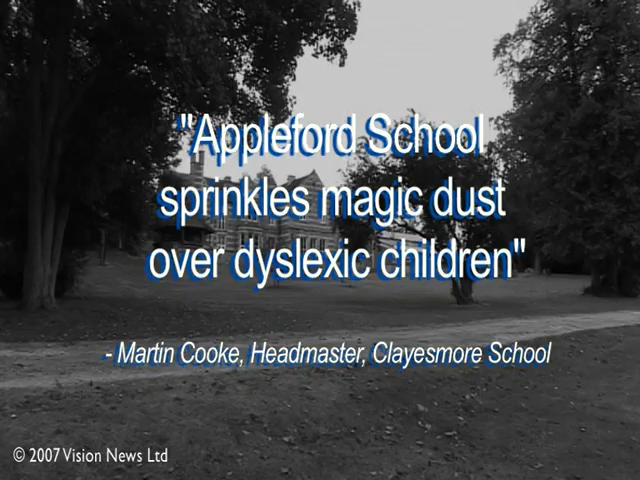 "Appleford School
sprinkles magic dust
over dyslexic children"
- Martin Cooke, Headmaster, Clayesmore School
© 2007 Vision News Ltd